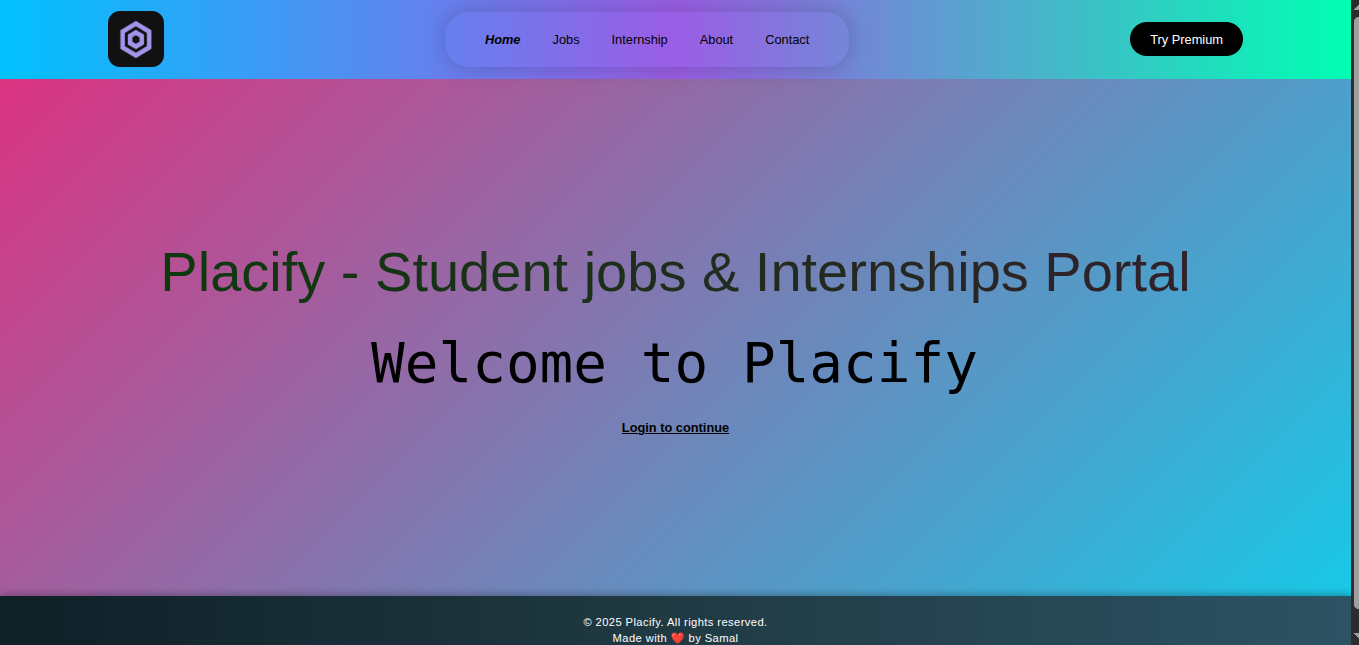 Home Jobs Internship About Contact Try Premium
Placify - Student jobs & Internships Portal
Welcome to Placify
Login to continue
© 2025 Placify. All rights reserved.
Made with ❤️ by Samal